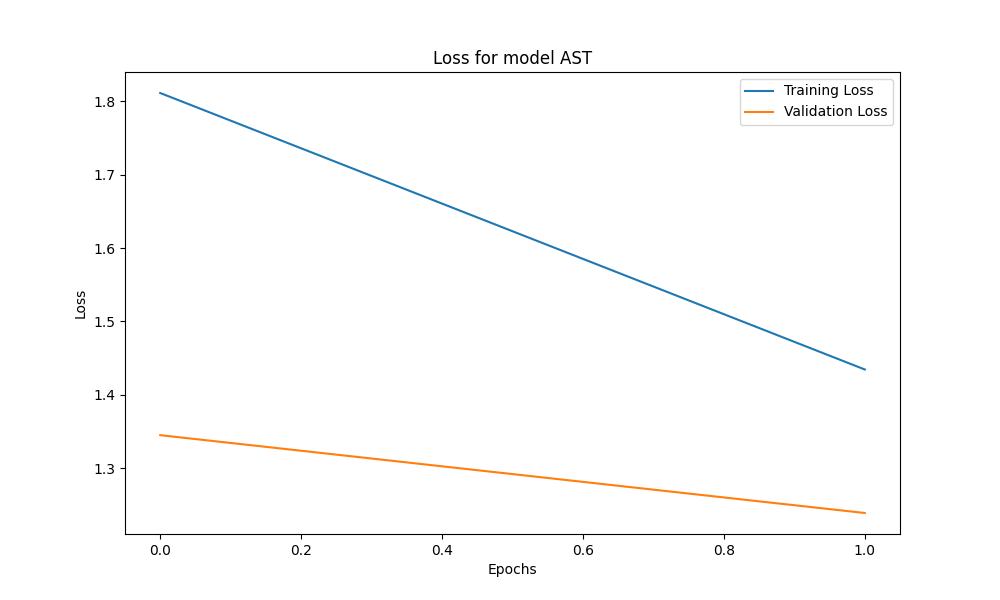 Loss for model AST
Training Loss
Validation Loss
1.8
1.7
1.6
1.5
1.4
1.3
Loss
0.0 0.2 0.4 0.6 0.8 1.0
Epochs